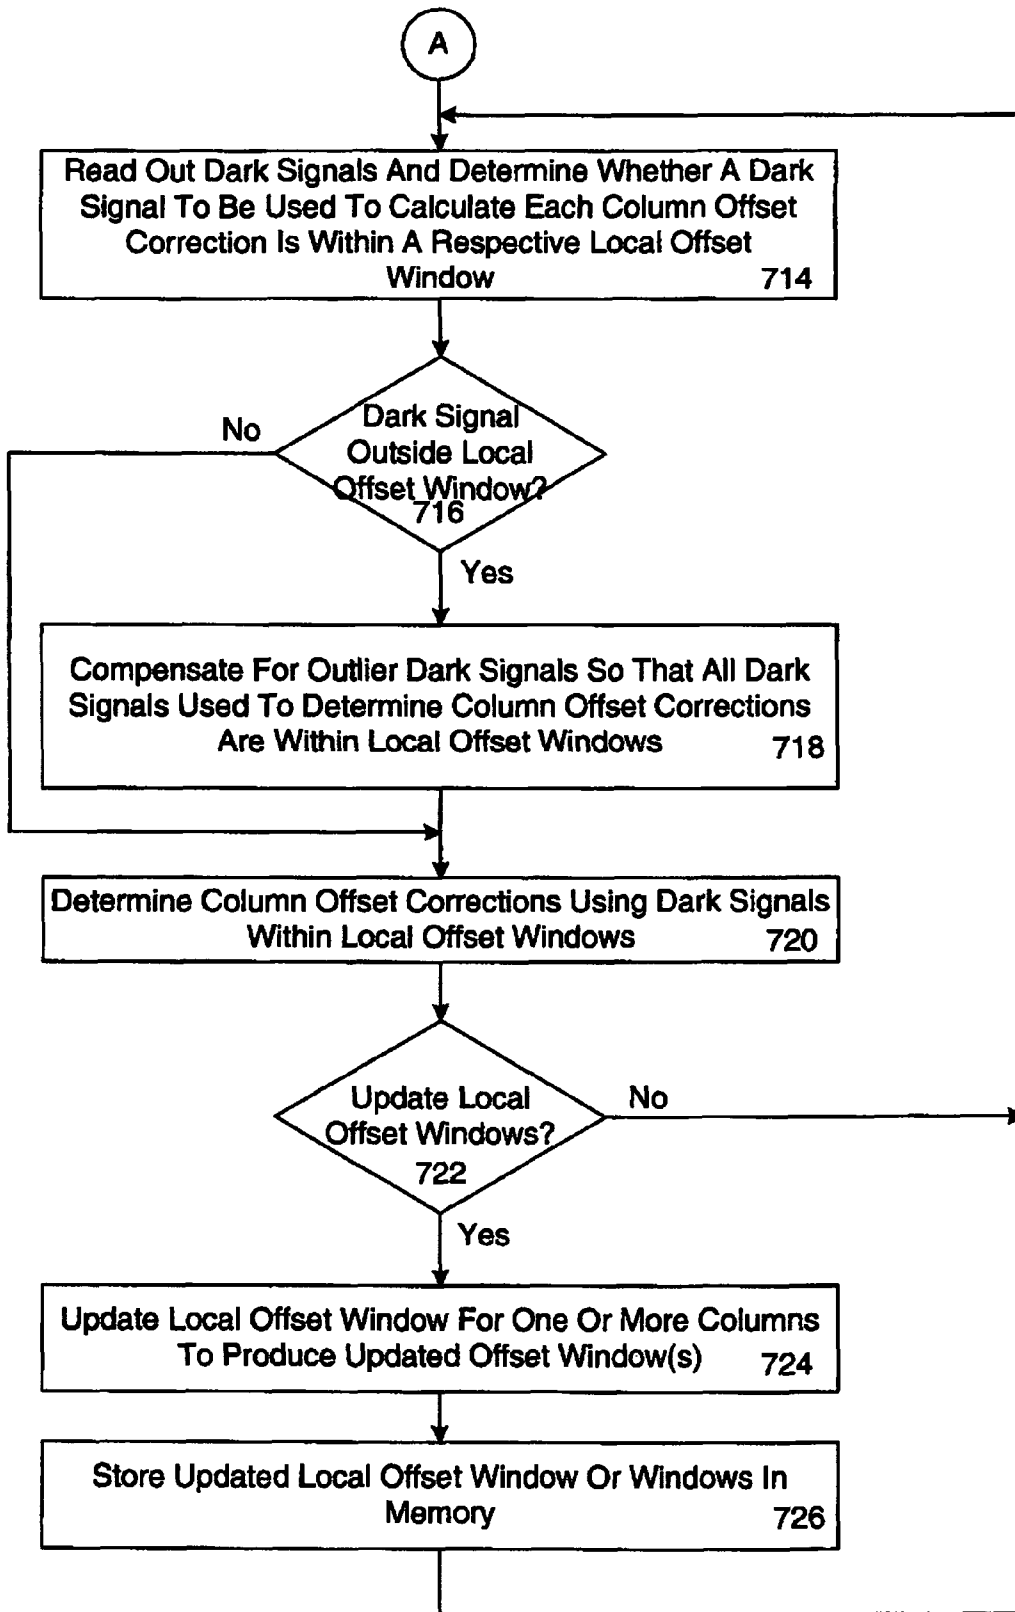 A
Read Out Dark Signals And Determine Whether A Dark
Signal To Be Used To Calculate Each Column Offset
Correction Is Within A Respective Local Offset
Window 714
No
Dark Signal
Outside Local
Offset Window?
716
Yes
Compensate For Outlier Dark Signals So That All Dark
Signals Used To Determine Column Offset Corrections
Are Within Local Offset Windows 718
Determine Column Offset Corrections Using Dark Signals
Within Local Offset Windows 720
Update Local
Offset Windows?
722
No
Yes
Update Local Offset Window For One Or More Columns
To Produce Updated Offset Window(s) 724
Store Updated Local Offset Window Or Windows In
Memory 726